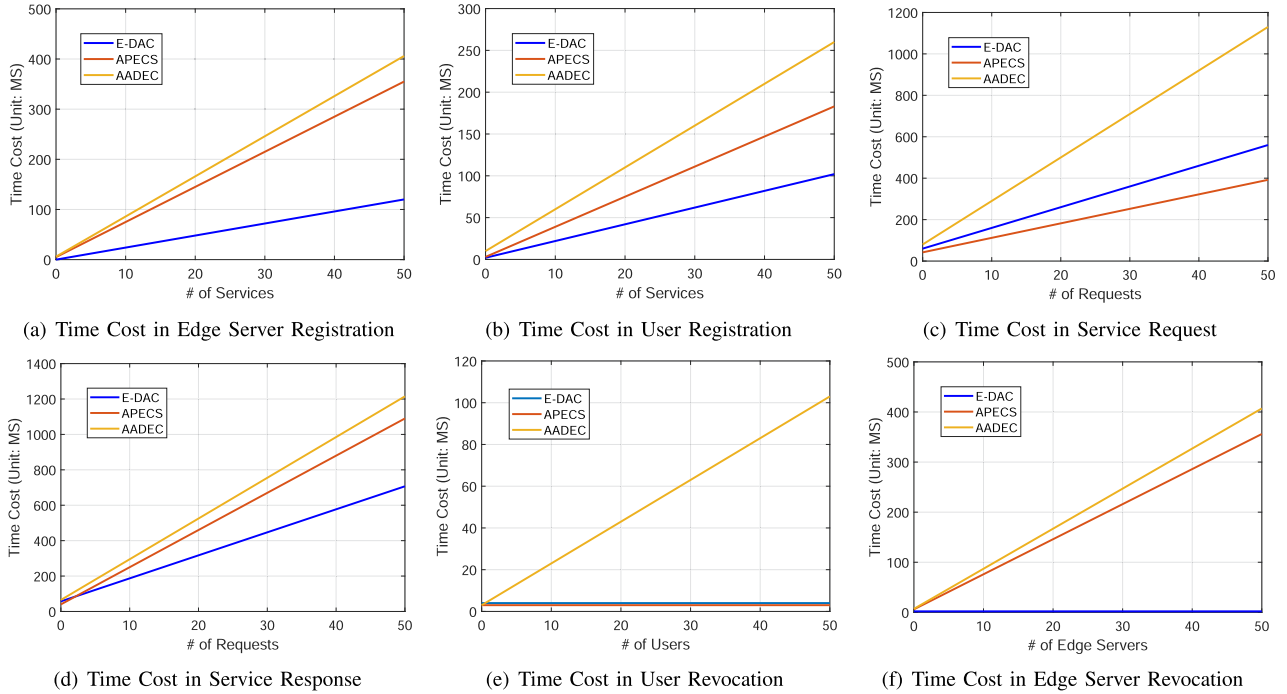 500
400
300
200
100
0
0 10 20 30 40 50
Time Cost (Unit: MS)
# of Services
E-DAC
APECS
AADEC
(a) Time Cost in Edge Server Registration
300
250
200
150
100
50
0
0 10 20 30 40 50
Time Cost (Unit: MS)
# of Services
E-DAC
APECS
AADEC
(b) Time Cost in User Registration
1200
1000
800
600
400
200
0
0 10 20 30 40 50
Time Cost (Unit: MS)
# of Requests
E-DAC
APECS
AADEC
(c) Time Cost in Service Request
1400
1200
1000
800
600
400
200
0
0 10 20 30 40 50
Time Cost (Unit: MS)
# of Requests
E-DAC
APECS
AADEC
(d) Time Cost in Service Response
120
100
80
60
40
20
0
0 10 20 30 40 50
Time Cost (Unit: MS)
# of Users
E-DAC
APECS
AADEC
(e) Time Cost in User Revocation
500
400
300
200
100
0
0 10 20 30 40 50
Time Cost (Unit: MS)
# of Edge Servers
E-DAC
APECS
AADEC
(f) Time Cost in Edge Server Revocation